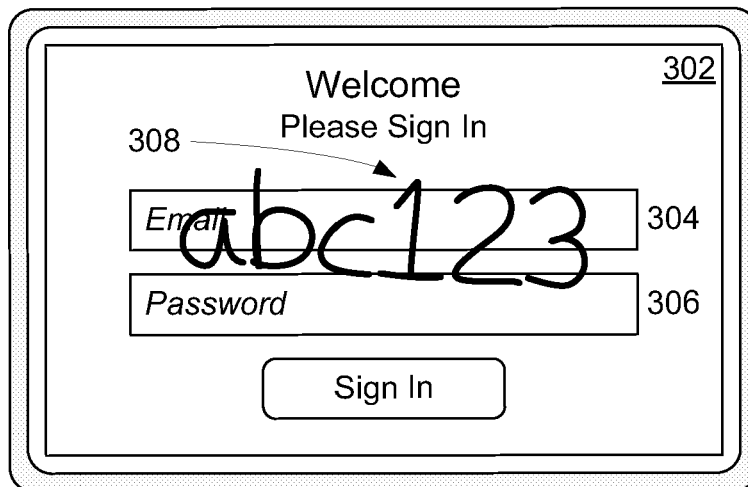 302
Welcome
Please Sign In
308
Email
abc123
304
Password
306
Sign In